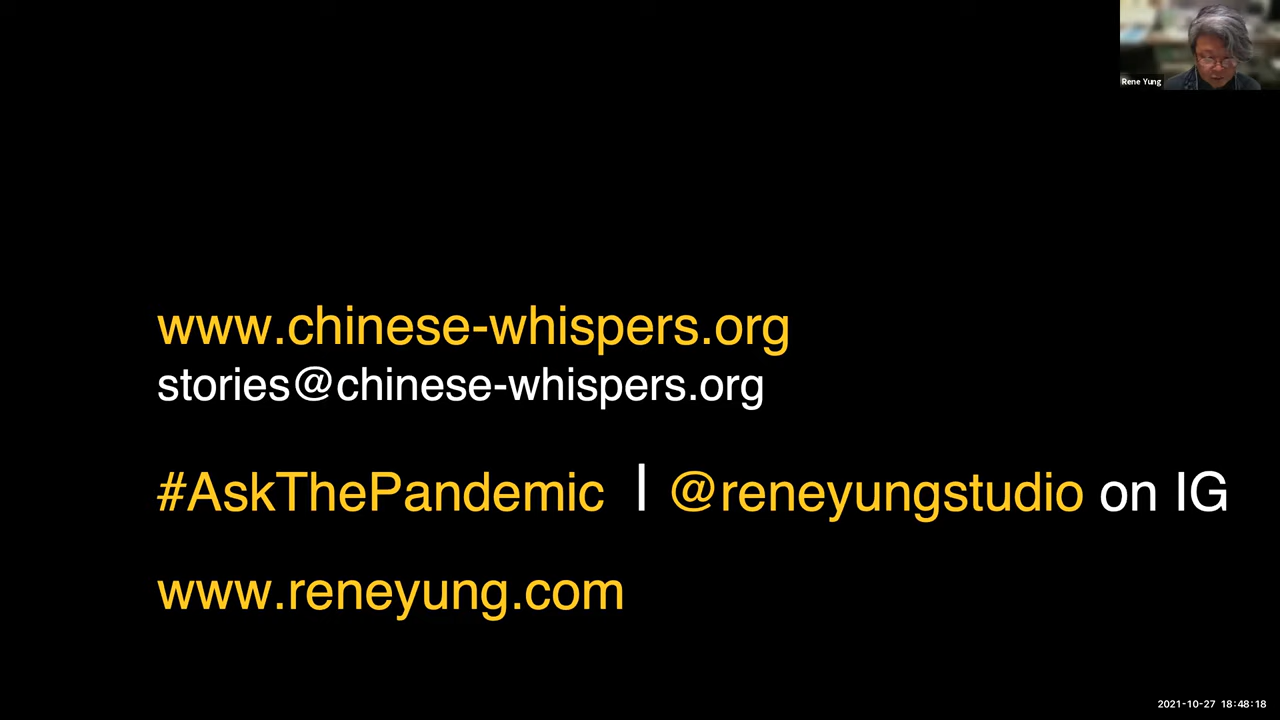 Rene Yung
www.chinese-whispers.org
stories@chinese-whispers.org
#AskThePandemic | @reneyungstudio on IG
www.reneyung.com
2021-10-27 18:48:18